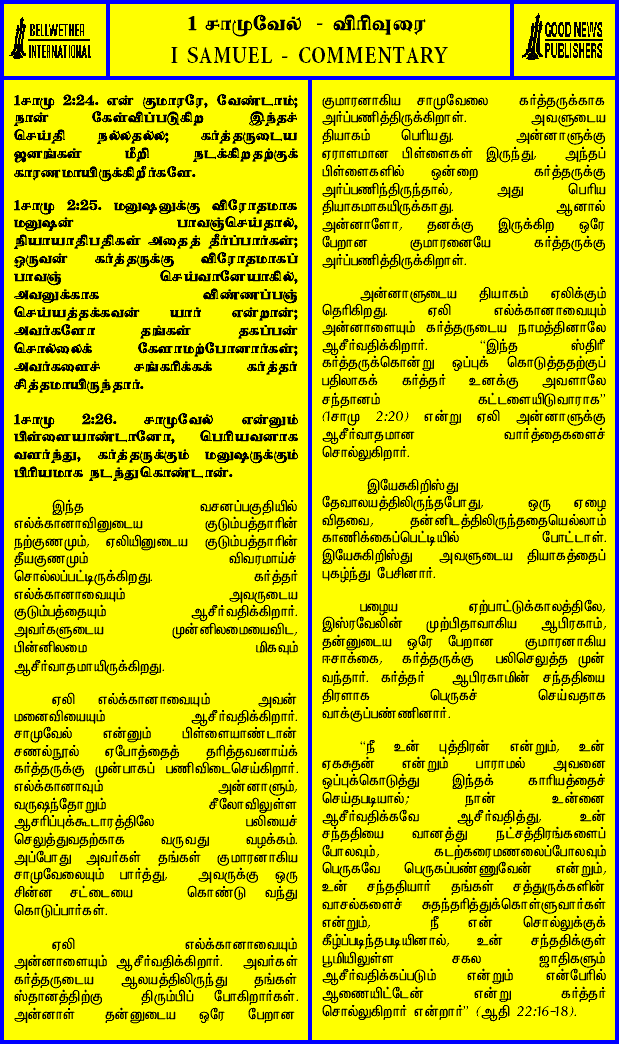 BELLWETHER
INTERNATIONAL
1 சாமுவேல் - விரிவுரை
I SAMUEL - COMMENTARY
GOOD NEWS
PUBLISHERS
1சாமு 2:24. என் குமாரரே, வேண்டாம்;
நான் கேள்விப்படுகிற இந்தச்
செய்தி நல்லதல்ல; கர்த்தருடைய
ஜனங்கள் மீறி நடக்கிறதற்குக்
காரணமாயிருக்கிறீர்களே.
1சாமு 2:25. மனுஷனுக்கு விரோதமாக
மனுஷன் பாவஞ்செய்தால்,
நியாயாதிபதிகள் அதைத் தீர்ப்பார்கள்;
ஒருவன் கர்த்தருக்கு விரோதமாகப்
பாவஞ் செய்வானேயாகில்,
அவனுக்காக விண்ணப்பஞ்
செய்யத்தக்கவன் யார் என்றான்;
அவர்களோ தங்கள் தகப்பன்
சொல்லைக் கேளாமற்போனார்கள்;
அவர்களைச் சங்கரிக்கக் கர்த்தர்
சித்தமாயிருந்தார்.
1சாமு 2:26. சாமுவேல் என்னும்
பிள்ளையாண்டானோ, பெரியவனாக
வளர்ந்து, கர்த்தருக்கும் மனுஷருக்கும்
பிரியமாக நடந்துகொண்டான்.
இந்த வசனப்பகுதியில்
எல்க்கானாவினுடைய குடும்பத்தாரின்
நற்குணமும், ஏலியினுடைய குடும்பத்தாரின்
தீயகுணமும் விவரமாய்ச்
சொல்லப்பட்டிருக்கிறது. கர்த்தர்
எல்க்கானாவையும் அவருடைய
குடும்பத்தையும் ஆசீர்வதிக்கிறார்.
அவர்களுடைய முன்னிலமையைவிட,
பின்னிலமை மிகவும்
ஆசீர்வாதமாயிருக்கிறது.
ஏலி எல்க்கானாவையும் அவன்
மனைவியையும் ஆசீர்வதிக்கிறார்.
சாமுவேல் என்னும் பிள்ளையாண்டான்
சணல்நூல் ஏபோத்தைத் தரித்தவனாய்க்
கர்த்தருக்கு முன்பாகப் பணிவிடைசெய்கிறார்.
எல்க்கானாவும் அன்னாளும்,
வருஷந்தோறும் சீலோவிலுள்ள
ஆசரிப்புக்கூடாரத்திலே பலியைச்
செலுத்துவதற்காக வருவது வழக்கம்.
அப்போது அவர்கள் தங்கள் குமாரனாகிய
சாமுவேலையும் பார்த்து, அவருக்கு ஒரு
சின்ன சட்டையை கொண்டு வந்து
கொடுப்பார்கள்.
ஏலி எல்க்கானாவையும்
அன்னாளையும் ஆசீர்வதிக்கிறார். அவர்கள்
கர்த்தருடைய ஆலயத்திலிருந்து தங்கள்
ஸ்தானத்திற்கு திரும்பிப் போகிறார்கள்.
அன்னாள் தன்னுடைய ஒரே பேறான
குமாரனாகிய சாமுவேலை கர்த்தருக்காக
அர்ப்பணித்திருக்கிறாள். அவளுடைய
தியாகம் பெரியது. அன்னாளுக்கு
ஏராளமான பிள்ளைகள் இருந்து, அந்தப்
பிள்ளைகளில் ஒன்றை கர்த்தருக்கு
அர்ப்பணிந்திருந்தால், அது பெரிய
தியாகமாகயிருக்காது. ஆனால்
அன்னாளோ, தனக்கு இருக்கிற ஒரே
பேறான குமாரனையே கர்த்தருக்கு
அர்ப்பணித்திருக்கிறாள்.
அன்னாளுடைய தியாகம் ஏலிக்கும்
தெரிகிறது. ஏலி எல்க்கானாவையும்
அன்னாளையும் கர்த்தருடைய நாமத்தினாலே
ஆசீர்வதிக்கிறார். “இந்த ஸ்திரீ
கர்த்தருக்கென்று ஒப்புக் கொடுத்ததற்குப்
பதிலாகக் கர்த்தர் உனக்கு அவளாலே
சந்தானம் கட்டளையிடுவாராக”
(1சாமு 2:20) என்று ஏலி அன்னாளுக்கு
ஆசீர்வாதமான வார்த்தைகளைச்
சொல்லுகிறார்.
இயேசுகிறிஸ்து
தேவாலயத்திலிருந்தபோது, ஒரு ஏழை
விதவை, தன்னிடத்திலிருந்ததையெல்லாம்
காணிக்கைப்பெட்டியில் போட்டாள்.
இயேசுகிறிஸ்து அவளுடைய தியாகத்தைப்
புகழ்ந்து பேசினார்.
பழைய ஏற்பாட்டுக்காலத்திலே,
இஸ்ரவேலின் முற்பிதாவாகிய ஆபிரகாம்,
தன்னுடைய ஒரே பேறான குமாரனாகிய
ஈசாக்கை, கர்த்தருக்கு பலிசெலுத்த முன்
வந்தார். கர்த்தர் ஆபிரகாமின் சந்ததியை
திரளாக பெருகச் செய்வதாக
வாக்குப்பண்ணினார்.
“நீ உன் புத்திரன் என்றும், உன்
ஏகசுதன் என்றும் பாராமல் அவனை
ஒப்புக்கொடுத்து இந்தக் காரியத்தைச்
செய்தபடியால்; நான் உன்னை
ஆசீர்வதிக்கவே ஆசீர்வதித்து, உன்
சந்ததியை வானத்து நட்சத்திரங்களைப்
போலவும், கடற்கரைமணலைப்போலவும்
பெருகவே பெருகப்பண்ணுவேன் என்றும்,
உன் சந்ததியார் தங்கள் சத்துருக்களின்
வாசல்களைச் சுதந்தரித்துக்கொள்ளுவார்கள்
என்றும், நீ என் சொல்லுக்குக்
கீழ்ப்படிந்தபடியினால், உன் சந்ததிக்குள்
பூமியிலுள்ள சகல ஜாதிகளும்
ஆசீர்வதிக்கப்படும் என்றும் என்பேரில்
ஆணையிட்டேன் என்று கர்த்தர்
சொல்லுகிறார் என்றார்” (ஆதி 22:16-18).